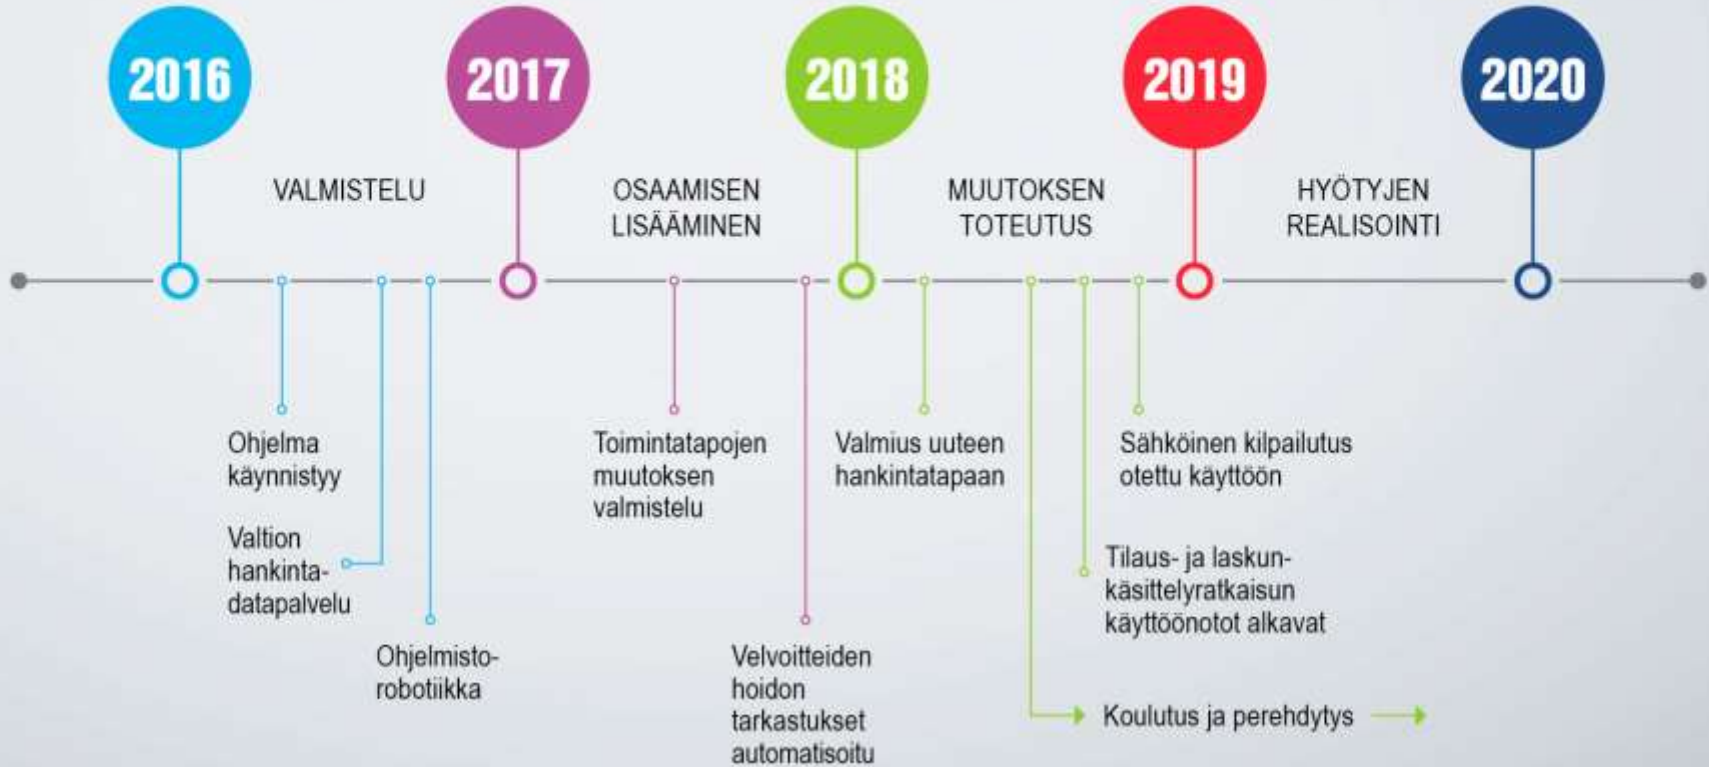 2016
2017
2018
2019
2020
VALMISTELU
OSAAMISEN
LISÄÄMINEN
MUUTOKSEN
TOTEUTUS
HYÖTYJEN
REALISOINTI
Ohjelma
käynnistyy
Valtion
hankinta-
datapalvelu
Ohjelmisto-
robotiikka
Toimintatapojen
muutoksen
valmistelu
Velvoitteiden
hoidon
tarkastukset
automatisoitu
Valmius uuteen
hankintatapaan
Sähköinen kilpailutus
otettu käyttöön
Tilaus- ja laskun-
käsittelyratkaisun
käyttöönotot alkavat
Koulutus ja perehdytys